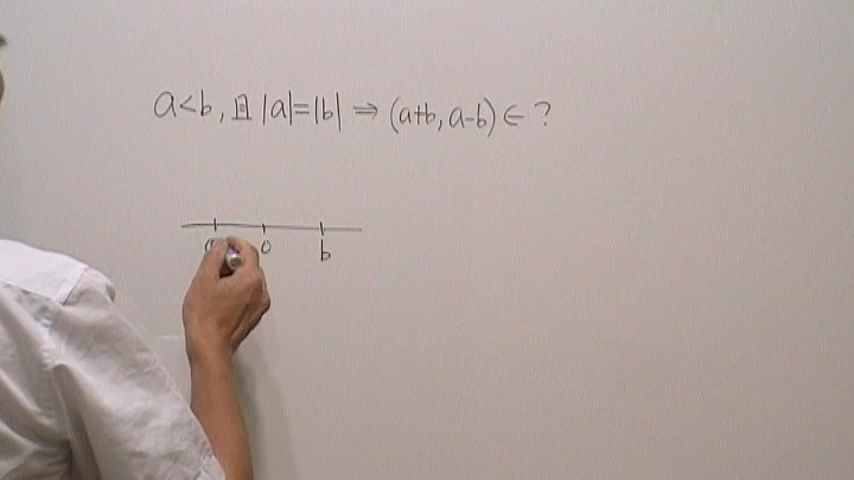 a<b, 且 |a|=|b| ⇒ (a+b, a-b) ∈ ?
0 b